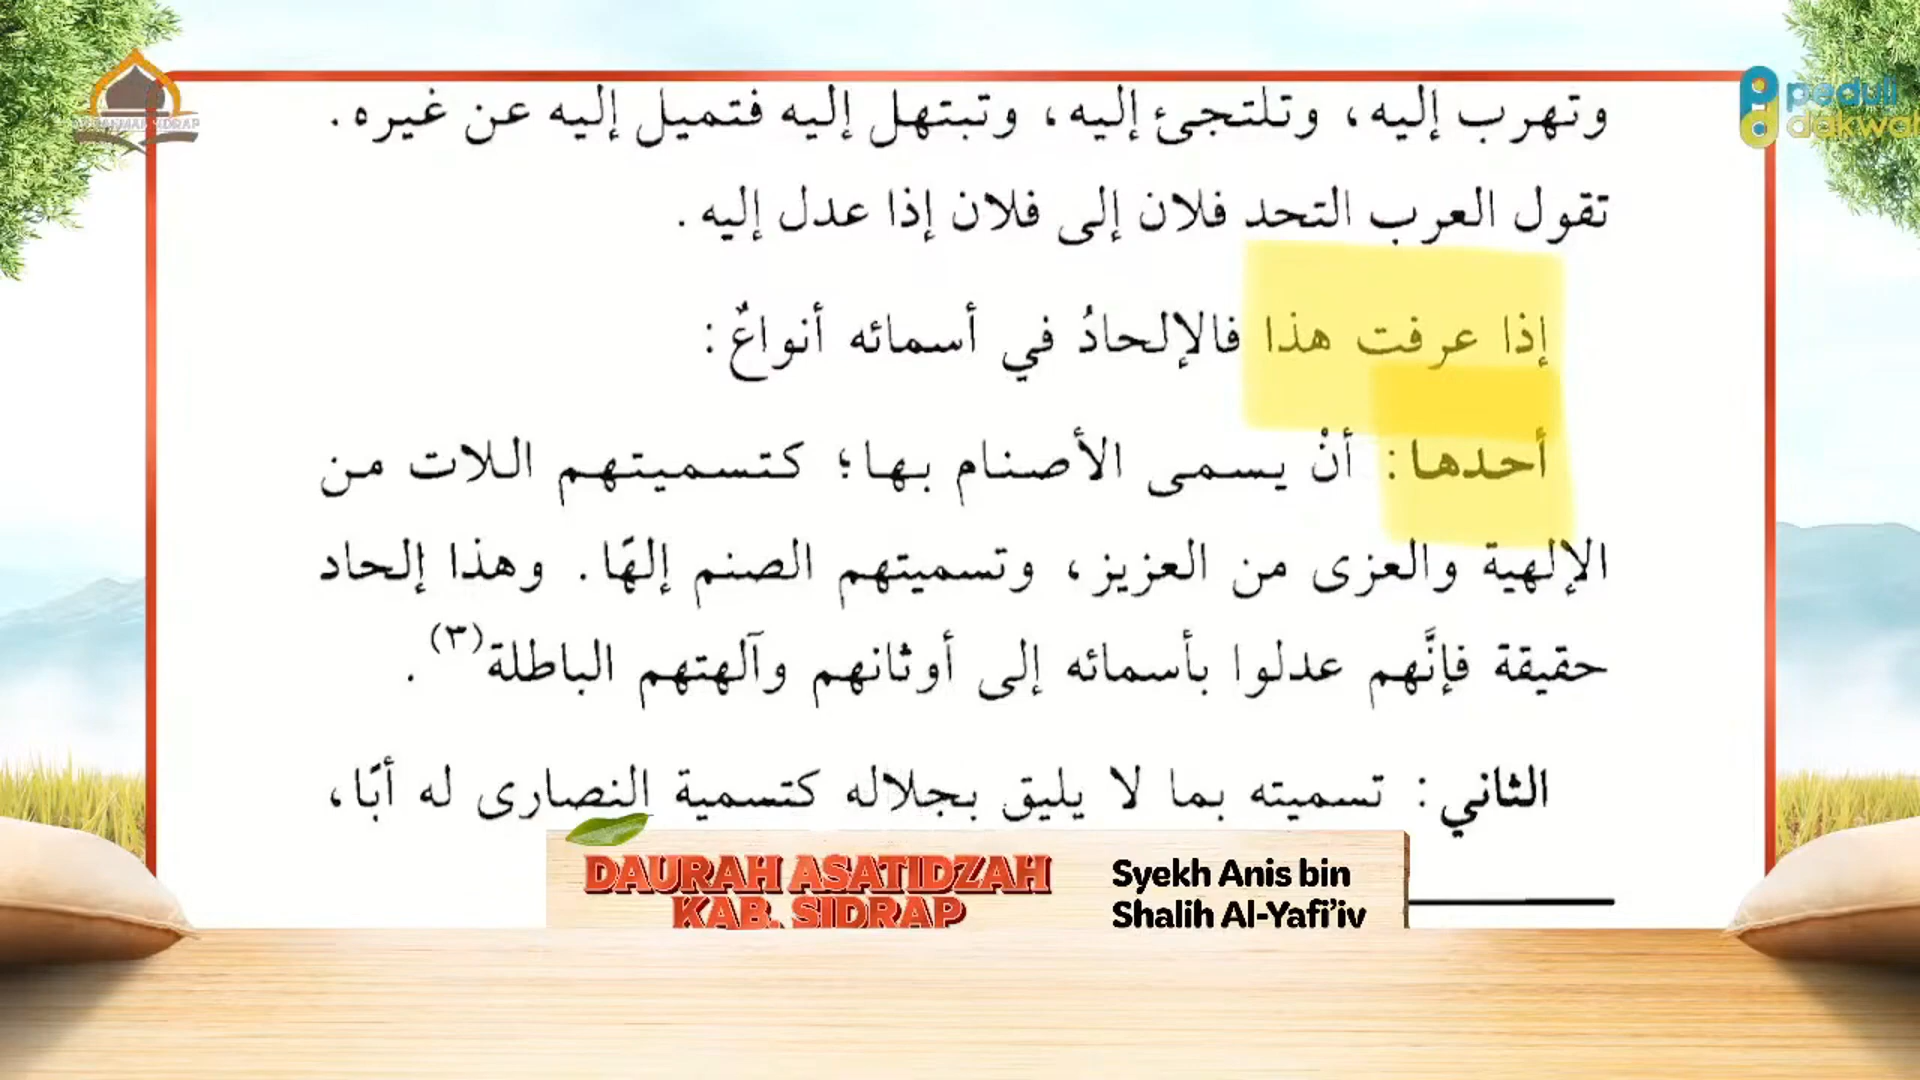 وتهرب إليه، وتلتجئ إليه، وتبتهل إليه فتميل إليه عن غيره.
تقول العرب التحد فلان إلى فلان إذا عدل إليه.
إذا عرفت هذا فالإلحادُ في أسمائه أنواعٌ:
أحدها: أنْ يسمى الأصنام بها؛ كتسميتهم اللات من
الإلهية والعزى من العزيز، وتسميتهم الصنم إلهًا. وهذا إلحاد
حقيقة فإنَّهم عدلوا بأسمائه إلى أوثانهم وآلهتهم الباطلة(٣).
الثاني: تسميته بما لا يليق بجلاله كتسمية النصارى له أبًا،
peduli
dakwah
DAURAH ASATIDZAH
KAB. SIDRAP
Syekh Anis bin
Shalih Al-Yafi'iy